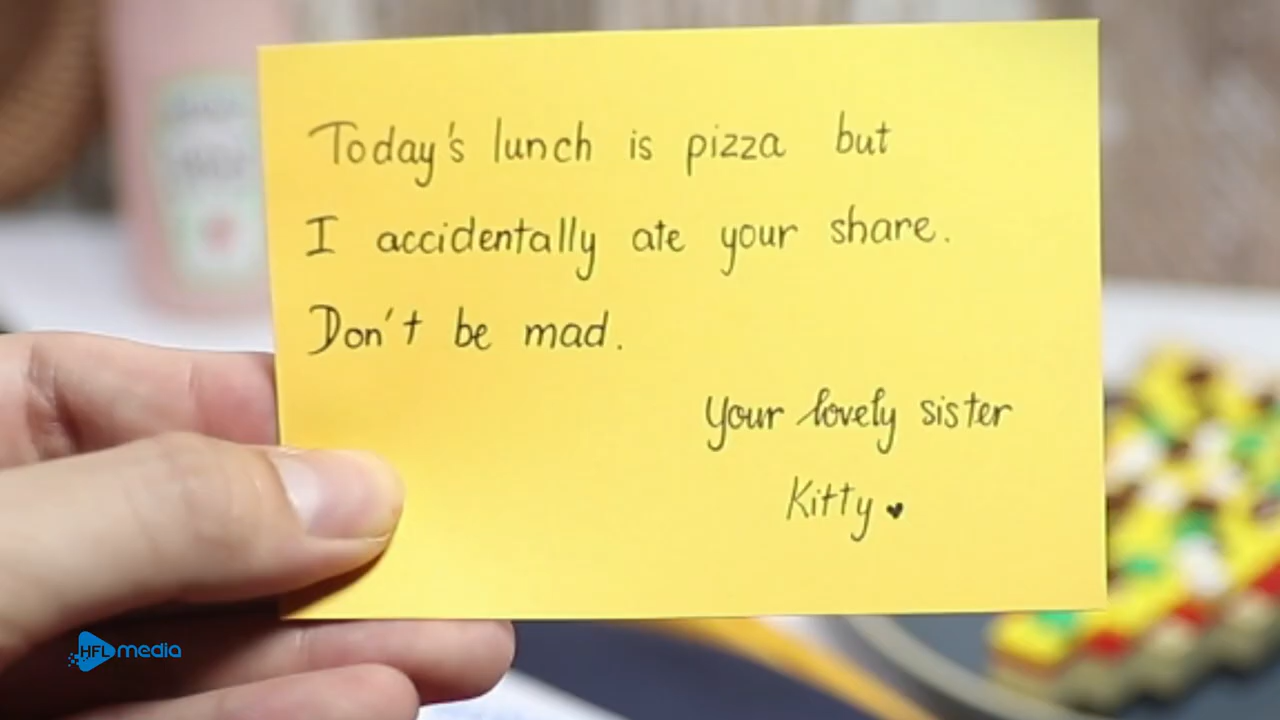 Today's lunch is pizza but
I accidentally ate your share.
Don't be mad.
Your lovely sister
Kitty ♥
HFL media